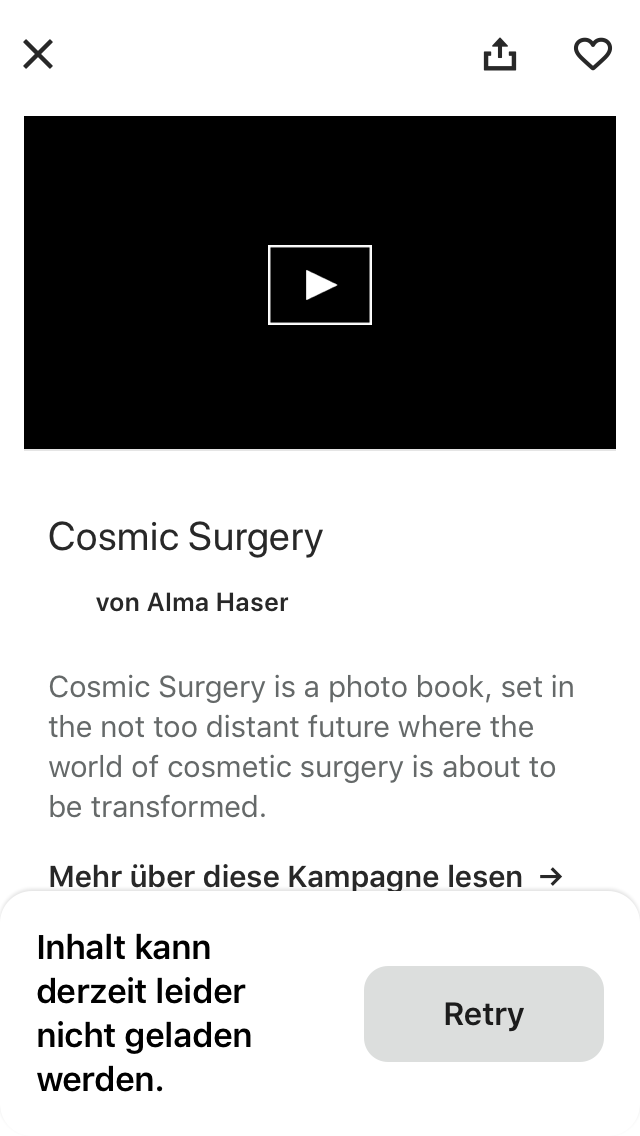 Cosmic Surgery
von Alma Haser
Cosmic Surgery is a photo book, set in
the not too distant future where the
world of cosmetic surgery is about to
be transformed.
Mehr über diese Kampagne lesen →
Inhalt kann
derzeit leider
nicht geladen
werden.
Retry